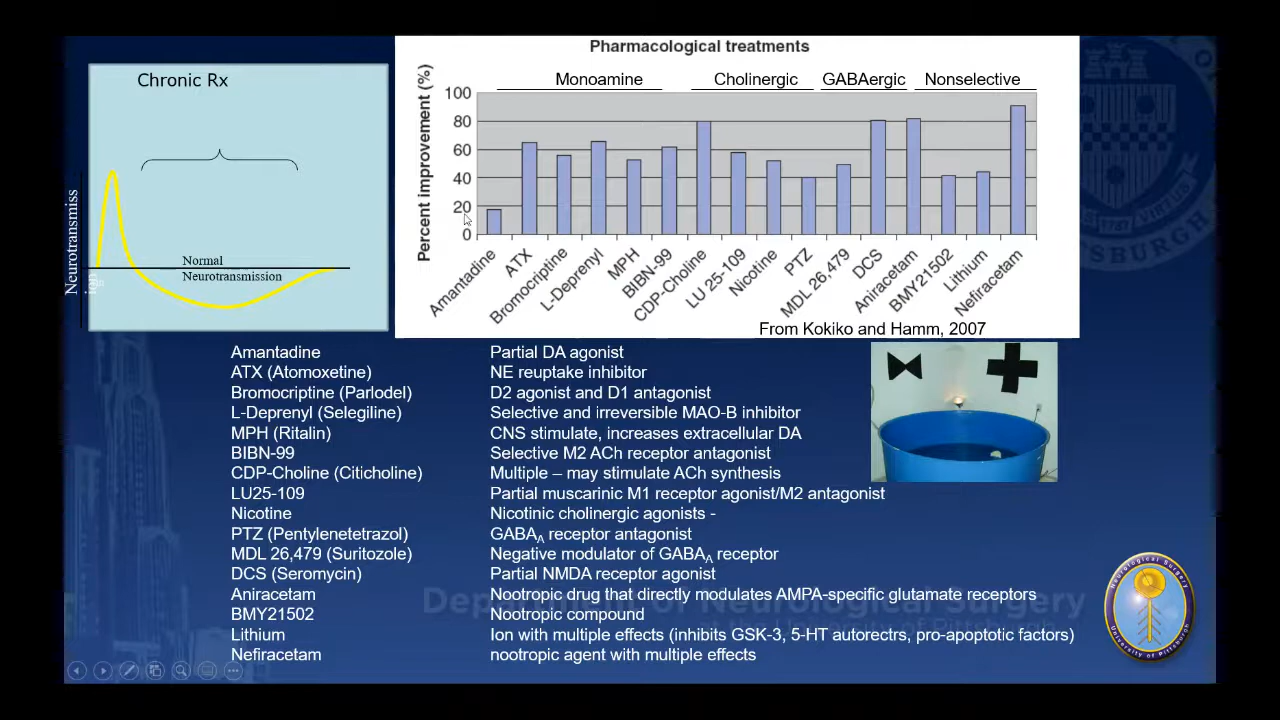 Chronic Rx
Neurotransmiss
Normal
Neurotransmission
Pharmacological treatments
Monoamine
Cholinergic
GABAergic
Nonselective
Percent improvement (%)
100
80
60
40
20
0
Amantadine
ATX
Bromocriptine
L-Deprenyl
MPH
BIBN-99
CDP-Choline
LU 25-109
Nicotine
PTZ
MDL 26,479
DCS
Aniracetam
BMY21502
Lithium
Nefiracetam
From Kokiko and Hamm, 2007
Amantadine Partial DA agonist
ATX (Atomoxetine) NE reuptake inhibitor
Bromocriptine (Parlodel) D2 agonist and D1 antagonist
L-Deprenyl (Selegiline) Selective and irreversible MAO-B inhibitor
MPH (Ritalin) CNS stimulate, increases extracellular DA
BIBN-99 Selective M2 ACh receptor antagonist
CDP-Choline (Citicholine) Multiple – may stimulate ACh synthesis
LU25-109 Partial muscarinic M1 receptor agonist/M2 antagonist
Nicotine Nicotinic cholinergic agonists -
PTZ (Pentylenetetrazol) GABAA receptor antagonist
MDL 26,479 (Suritozole) Negative modulator of GABAA receptor
DCS (Seromycin) Partial NMDA receptor agonist
Aniracetam Nootropic drug that directly modulates AMPA-specific glutamate receptors
BMY21502 Nootropic compound
Lithium Ion with multiple effects (inhibits GSK-3, 5-HT autorectrs, pro-apoptotic factors)
Nefiracetam nootropic agent with multiple effects
Neurological Surgery
University of Pittsburgh